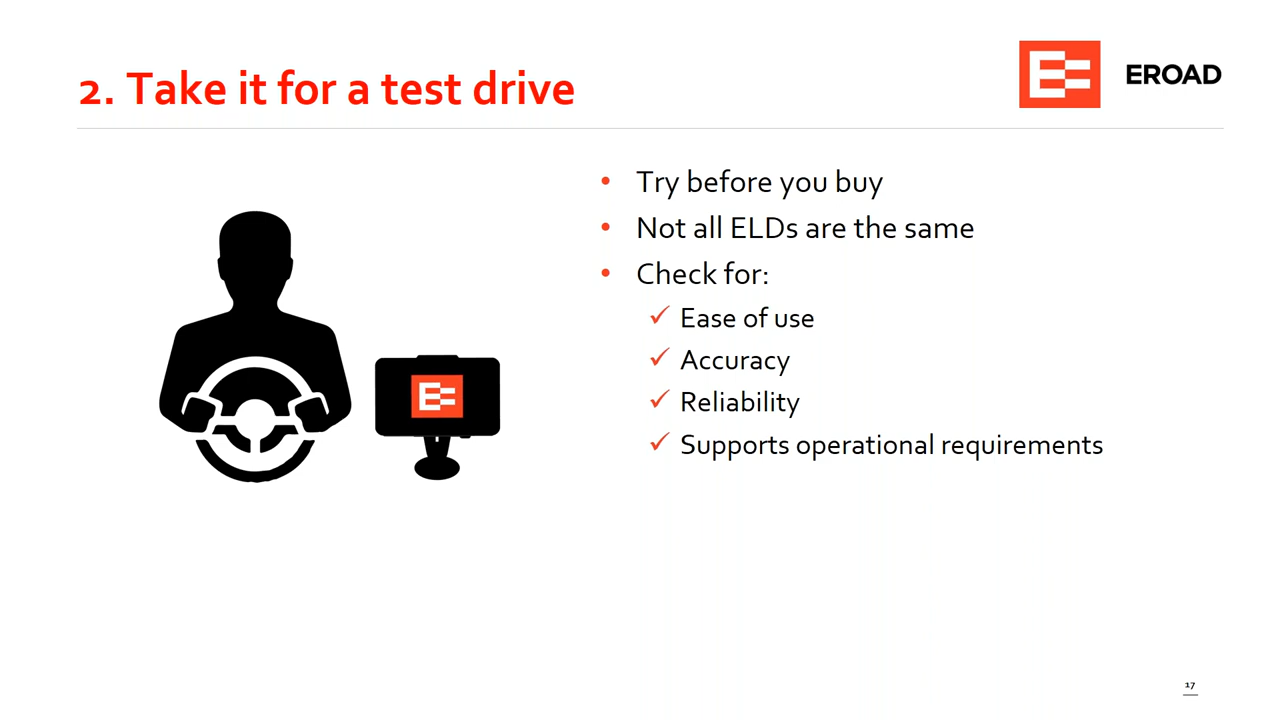 2. Take it for a test drive
EROAD
• Try before you buy
• Not all ELDs are the same
• Check for:
✓ Ease of use
✓ Accuracy
✓ Reliability
✓ Supports operational requirements
17